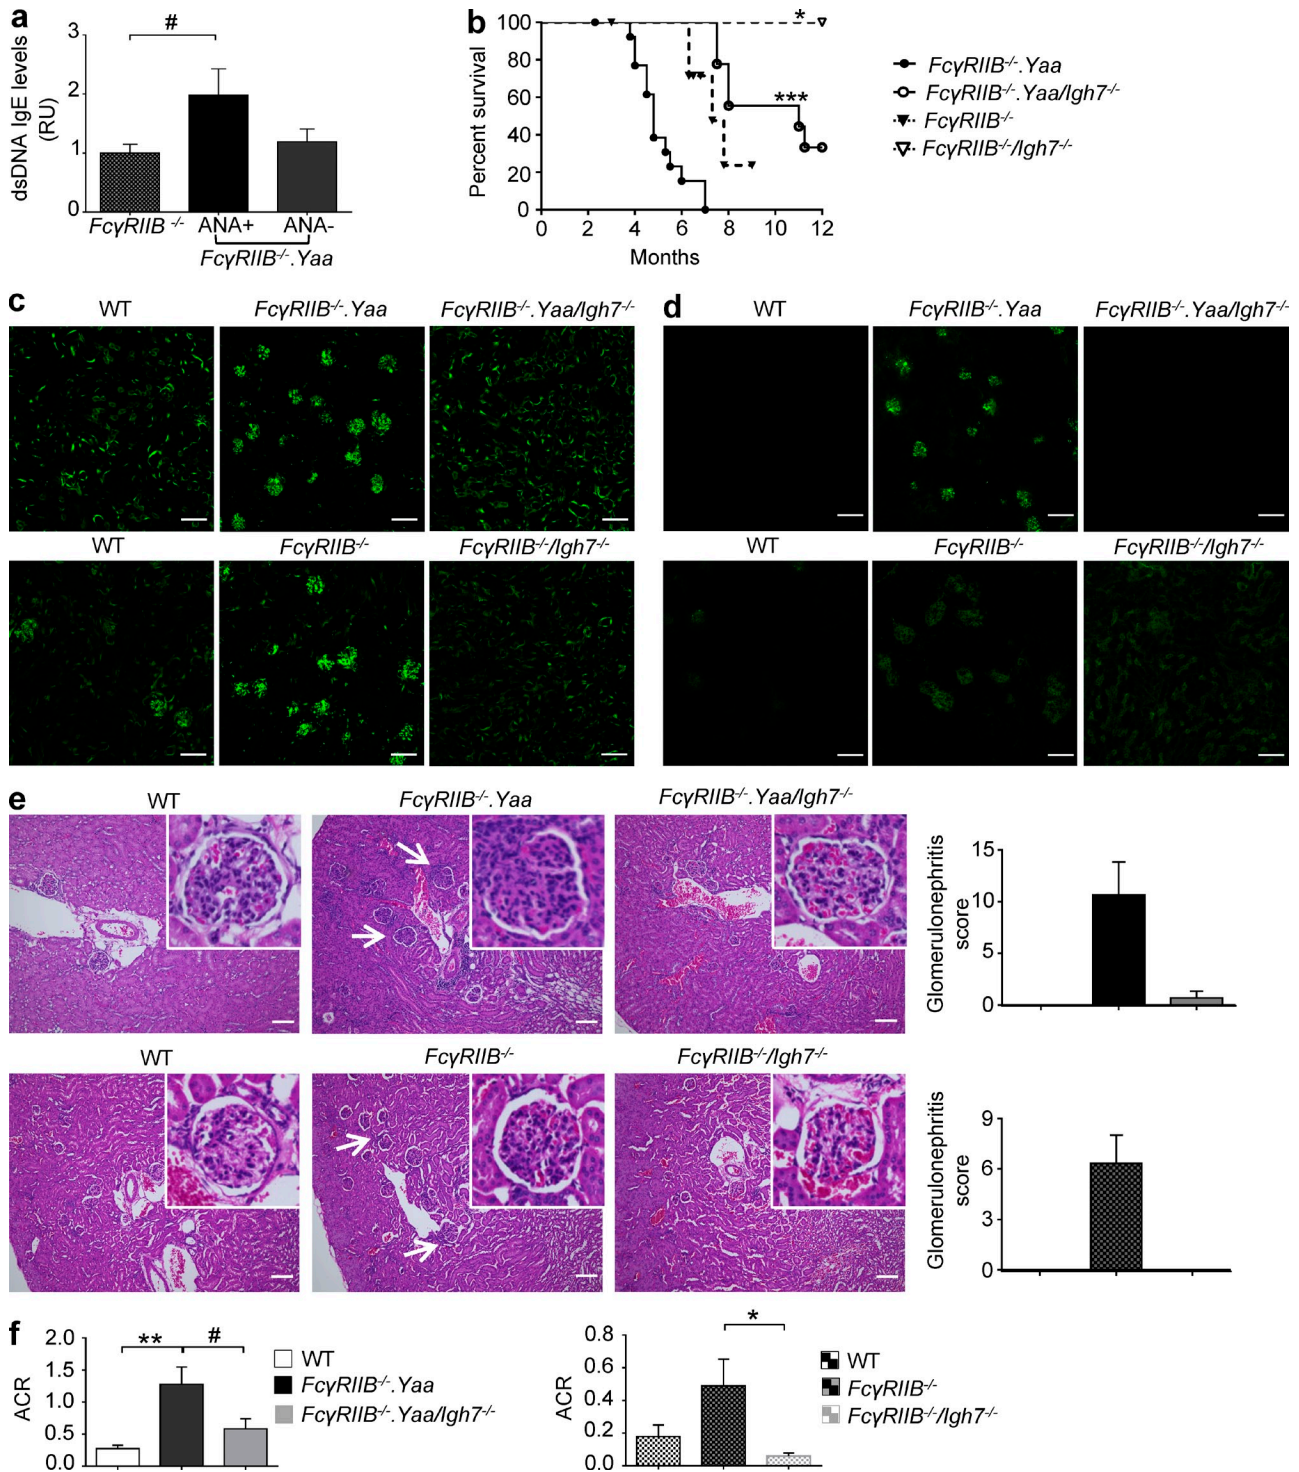 a
dsDNA IgE levels
(RU)
3
2
1
0
#
FcγRIIB -/-
ANA+
ANA-
FcγRIIB-/-.Yaa
b
Percent survival
100
80
60
40
20
0
0
2
4
6
8
10
12
Months
*
***
FcγRIIB-/-.Yaa
FcγRIIB-/-.Yaa/Igh7-/-
FcγRIIB-/-
FcγRIIB-/-/Igh7-/-
c
WT
FcγRIIB-/-.Yaa
FcγRIIB-/-.Yaa/Igh7-/-
WT
FcγRIIB-/-
FcγRIIB-/-/Igh7-/-
d
WT
FcγRIIB-/-.Yaa
FcγRIIB-/-.Yaa/Igh7-/-
WT
FcγRIIB-/-
FcγRIIB-/-/Igh7-/-
e
WT
FcγRIIB-/-.Yaa
FcγRIIB-/-.Yaa/Igh7-/-
Glomerulonephritis
score
15
10
5
0
WT
FcγRIIB-/-
FcγRIIB-/-/Igh7-/-
Glomerulonephritis
score
9
6
3
0
f
ACR
2.0
1.5
1.0
0.5
0.0
**
#
WT
FcγRIIB-/-.Yaa
FcγRIIB-/-.Yaa/Igh7-/-
ACR
0.8
0.6
0.4
0.2
0.0
*
WT
FcγRIIB-/-
FcγRIIB-/-/Igh7-/-